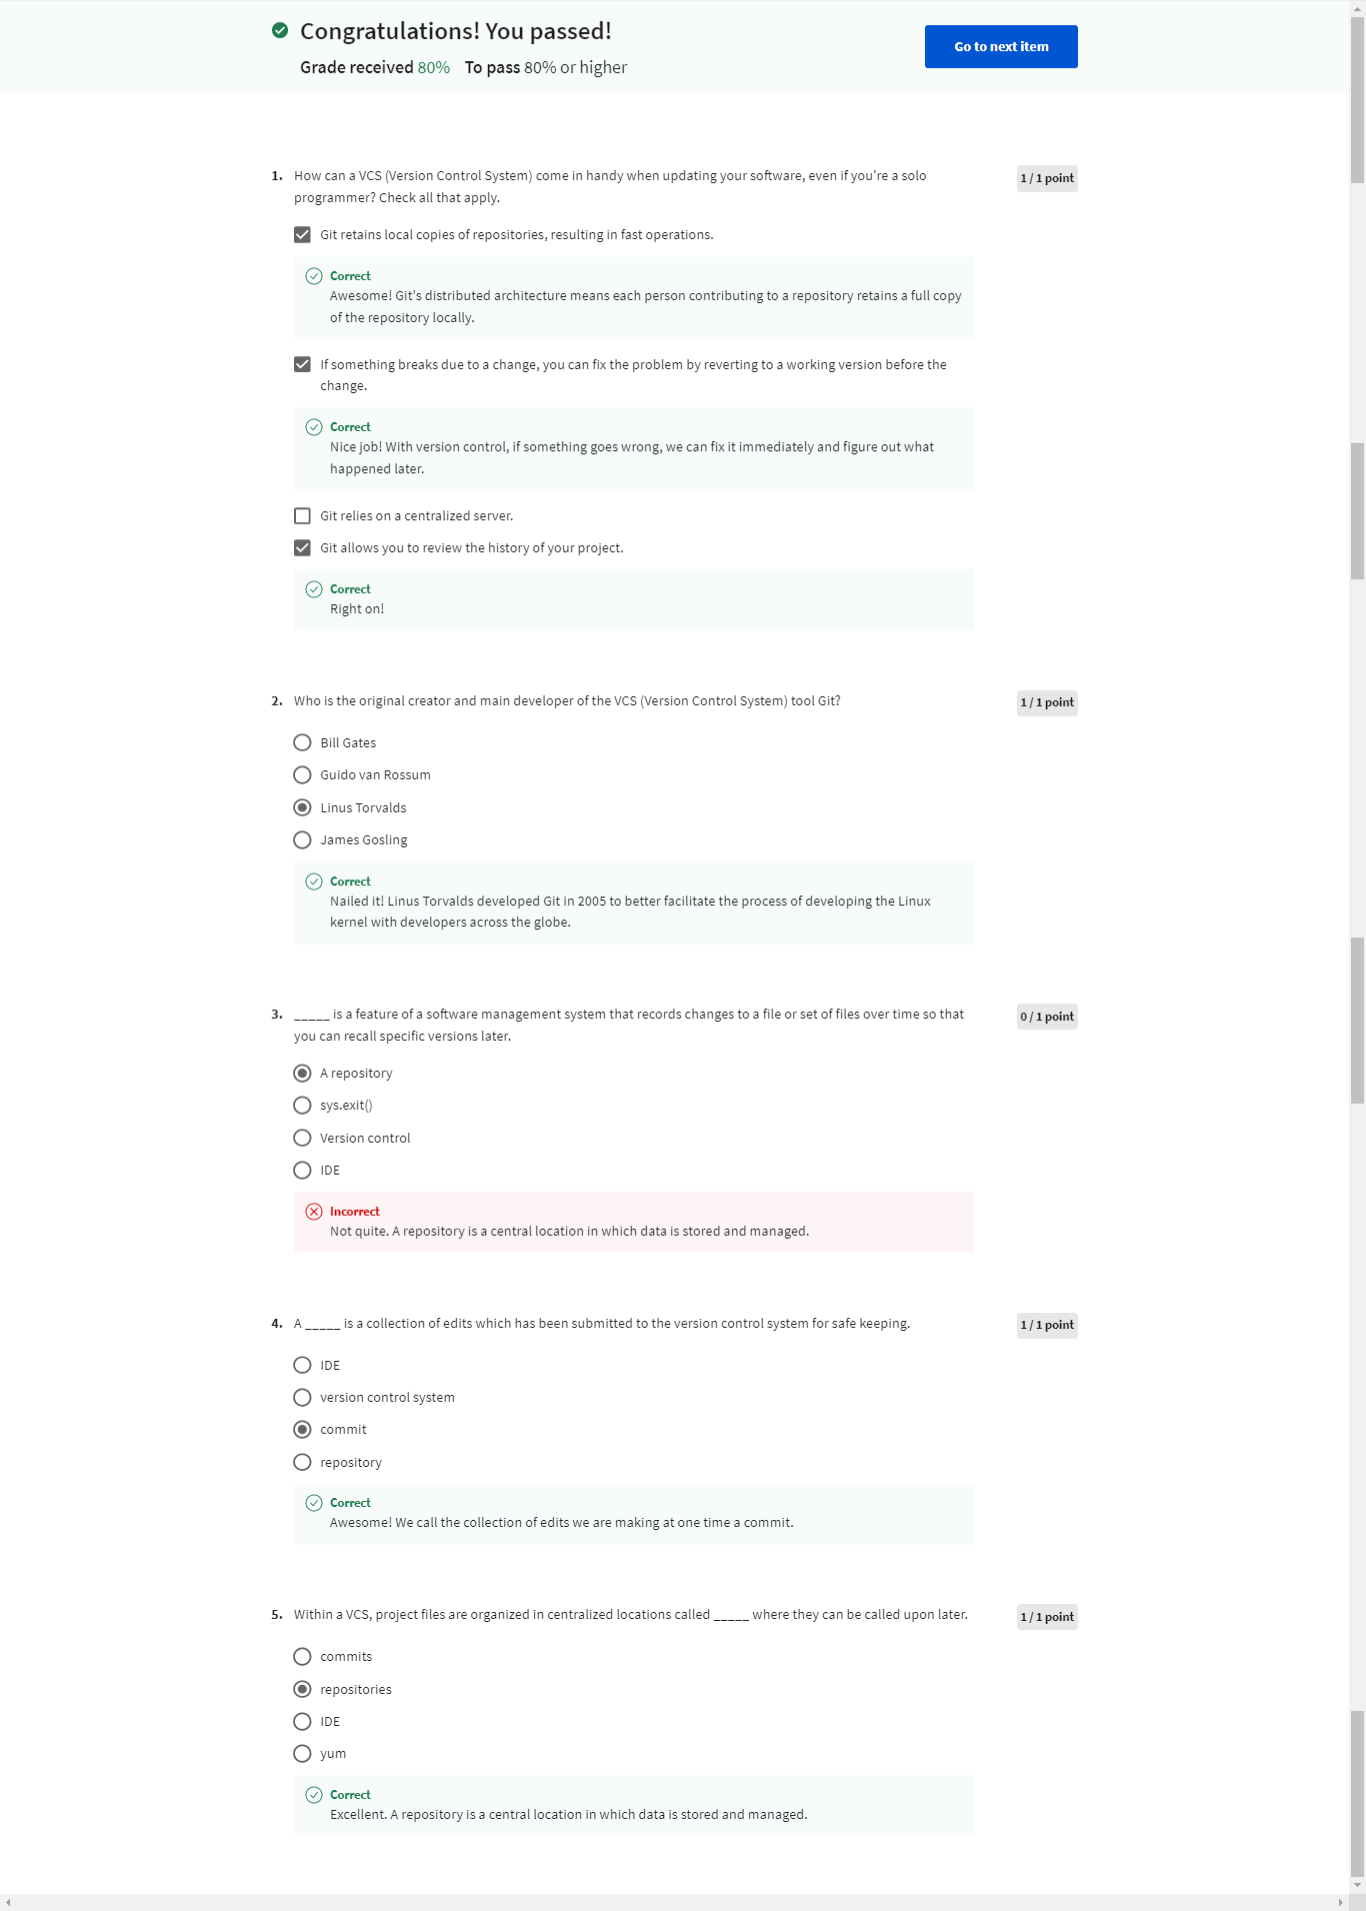 Congratulations! You passed!
Grade received 80% To pass 80% or higher
Go to next item
1. How can a VCS (Version Control System) come in handy when updating your software, even if you're a solo
programmer? Check all that apply.
1 / 1 point
Git retains local copies of repositories, resulting in fast operations.
Correct
Awesome! Git's distributed architecture means each person contributing to a repository retains a full copy
of the repository locally.
If something breaks due to a change, you can fix the problem by reverting to a working version before the
change.
Correct
Nice job! With version control, if something goes wrong, we can fix it immediately and figure out what
happened later.
Git relies on a centralized server.
Git allows you to review the history of your project.
Correct
Right on!
2. Who is the original creator and main developer of the VCS (Version Control System) tool Git?
1 / 1 point
Bill Gates
Guido van Rossum
Linus Torvalds
James Gosling
Correct
Nailed it! Linus Torvalds developed Git in 2005 to better facilitate the process of developing the Linux
kernel with developers across the globe.
3. _____ is a feature of a software management system that records changes to a file or set of files over time so that
you can recall specific versions later.
0 / 1 point
A repository
sys.exit()
Version control
IDE
Incorrect
Not quite. A repository is a central location in which data is stored and managed.
4. A _____ is a collection of edits which has been submitted to the version control system for safe keeping.
1 / 1 point
IDE
version control system
commit
repository
Correct
Awesome! We call the collection of edits we are making at one time a commit.
5. Within a VCS, project files are organized in centralized locations called _____ where they can be called upon later.
1 / 1 point
commits
repositories
IDE
yum
Correct
Excellent. A repository is a central location in which data is stored and managed.